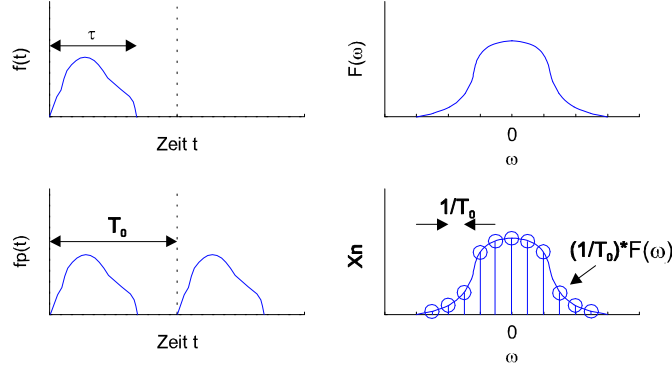 f(t)
τ
Zeit t
F(ω)
0
ω
fp(t)
T₀
Zeit t
Xn
1/T₀
(1/T₀)*F(ω)
0
ω